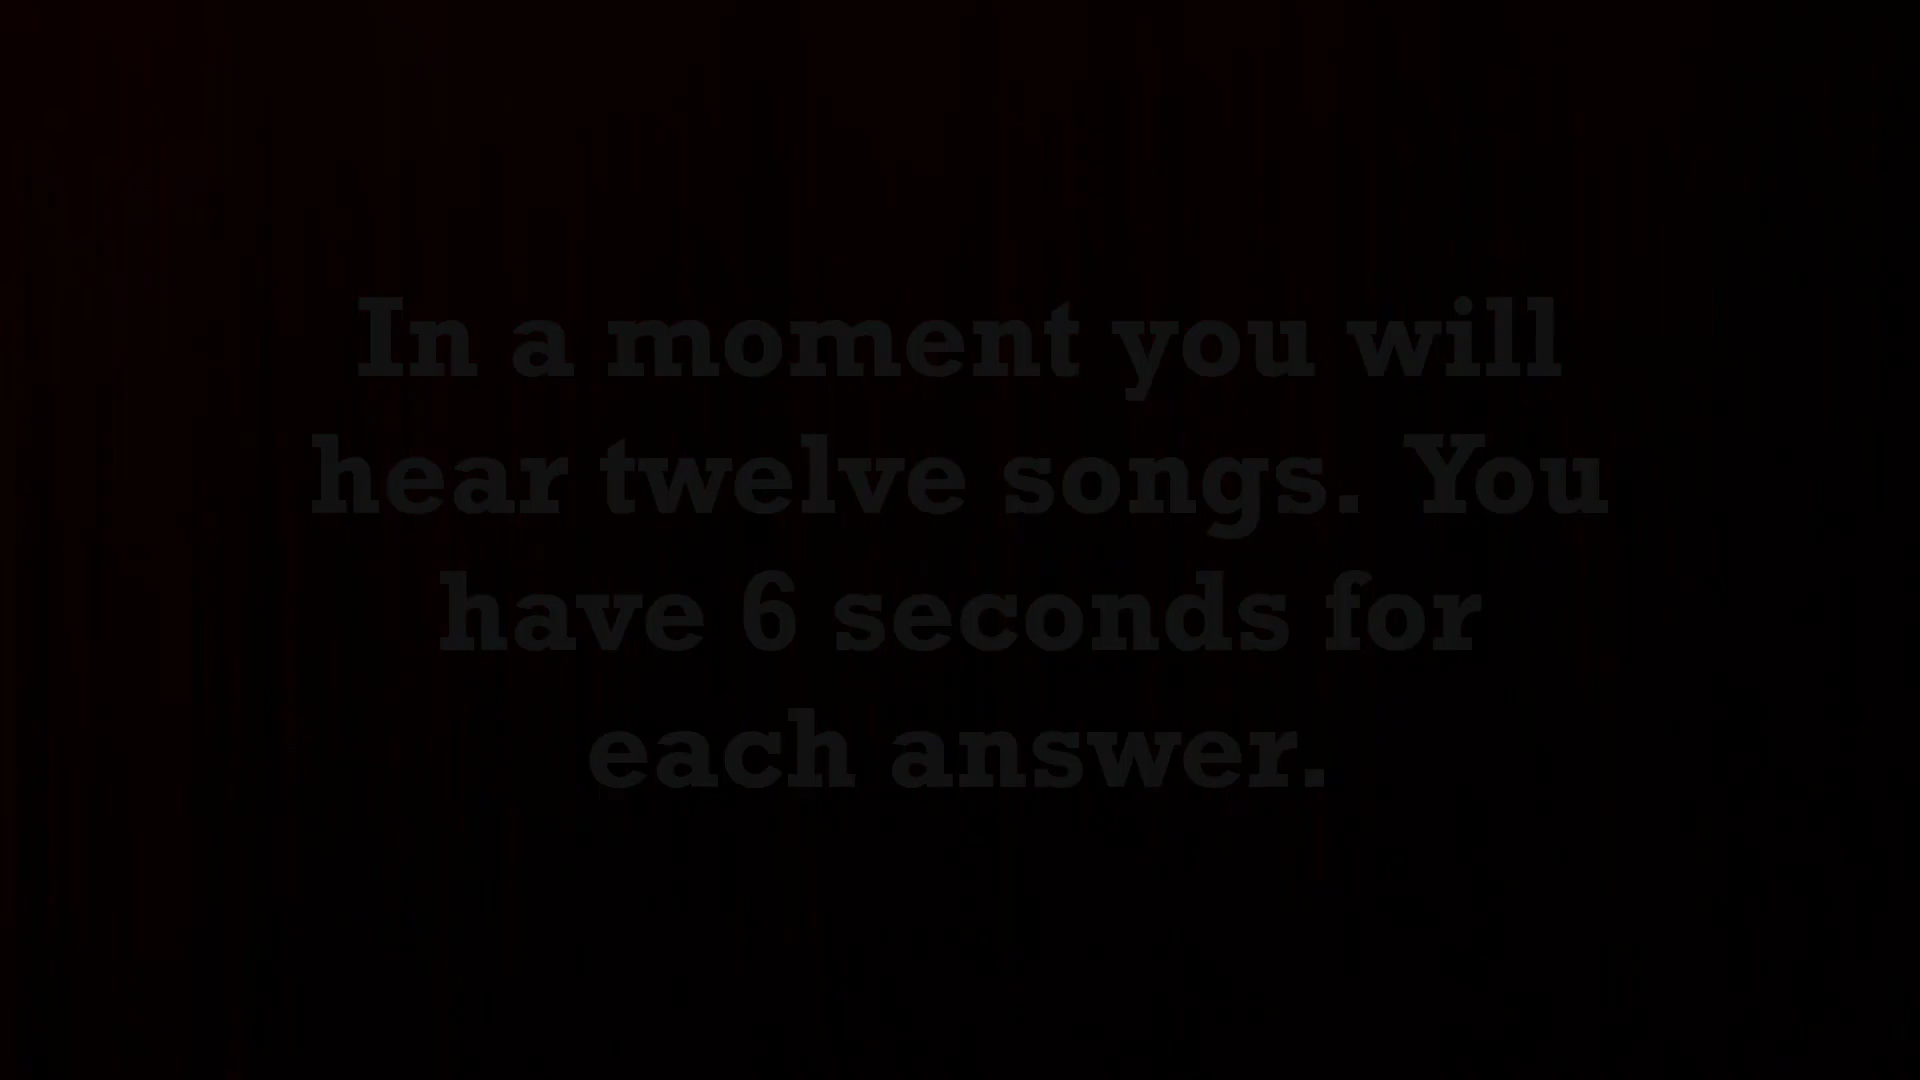 In a moment you will
hear twelve songs. You
have 6 seconds for
each answer.